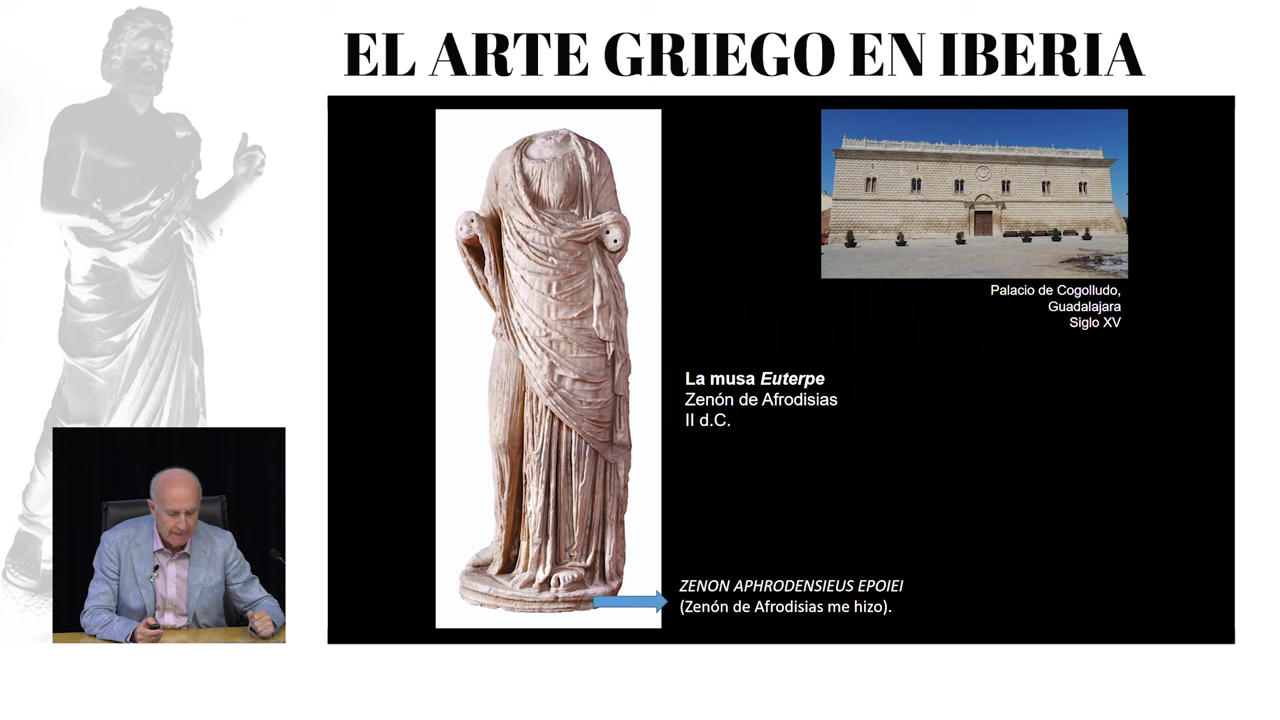 EL ARTE GRIEGO EN IBERIA
Palacio de Cogolludo,
Guadalajara
Siglo XV
La musa Euterpe
Zenón de Afrodisias
II d.C.
ZENON APHRODENSIEUS EPOIEI
(Zenón de Afrodisias me hizo).